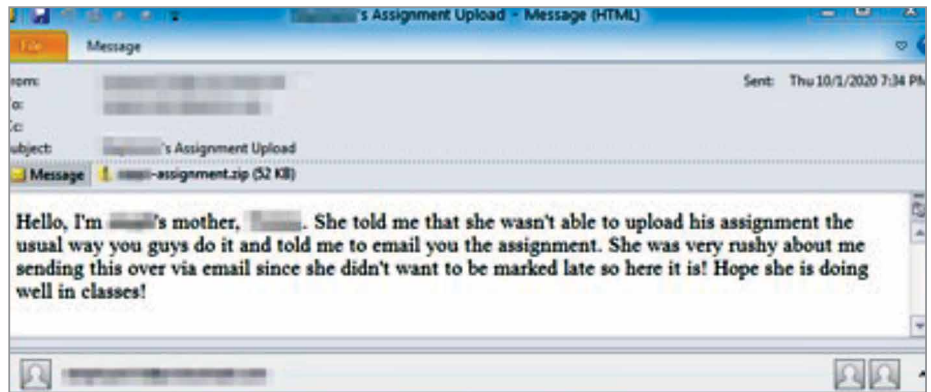 's Assignment Upload - Message (HTML)
Message
rom: Sent: Thu 10/1/2020 7:34 PM
o:
c:
ubject: 's Assignment Upload
Message -assignment.zip (52 KB)
Hello, I'm 's mother, . She told me that she wasn't able to upload his assignment the
usual way you guys do it and told me to email you the assignment. She was very rushy about me
sending this over via email since she didn't want to be marked late so here it is! Hope she is doing
well in classes!